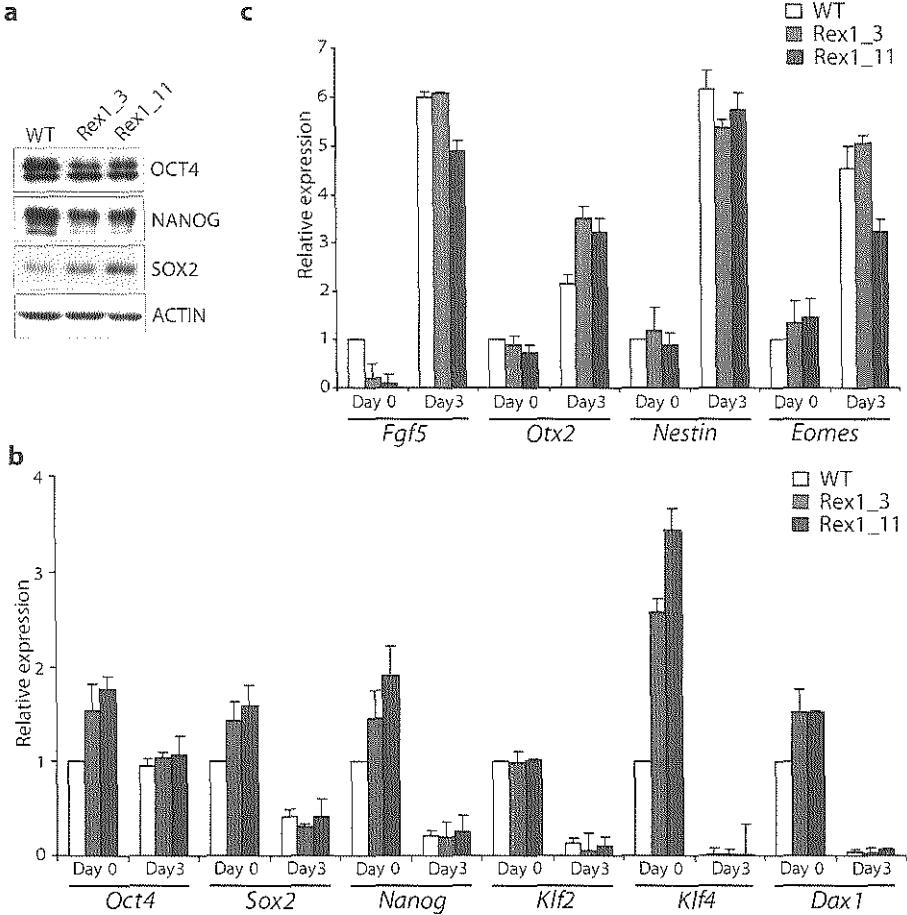 a
WT Rex1_3 Rex1_11
OCT4
NANOG
SOX2
ACTIN
c
WT
Rex1_3
Rex1_11
Relative expression
7
6
5
4
3
2
1
0
Day 0 Day3 Day 0 Day3 Day 0 Day3 Day 0 Day3
Fgf5 Otx2 Nestin Eomes
b
WT
Rex1_3
Rex1_11
Relative expression
4
3
2
1
0
Day 0 Day3 Day 0 Day3 Day 0 Day3 Day 0 Day3 Day 0 Day3 Day 0 Day3
Oct4 Sox2 Nanog Klf2 Klf4 Dax1